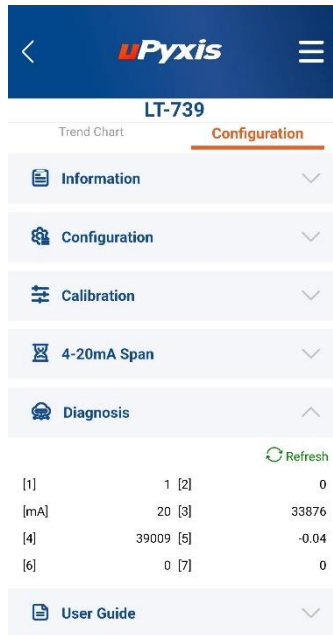 uPyxis
LT-739
Trend Chart Configuration
Information
Configuration
Calibration
4-20mA Span
Diagnosis
Refresh
[1] 1 [2] 0
[mA] 20 [3] 33876
[4] 39009 [5] -0.04
[6] 0 [7] 0
User Guide